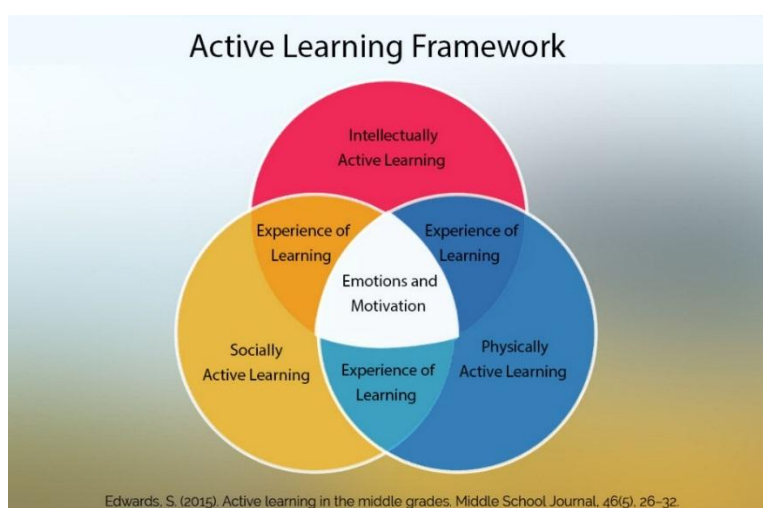 Active Learning Framework
Intellectually
Active Learning
Experience of
Learning
Experience of
Learning
Emotions and
Motivation
Socially
Active Learning
Physically
Active Learning
Experience of
Learning
Edwards, S. (2015). Active learning in the middle grades. Middle School Journal, 46(5), 26–32.